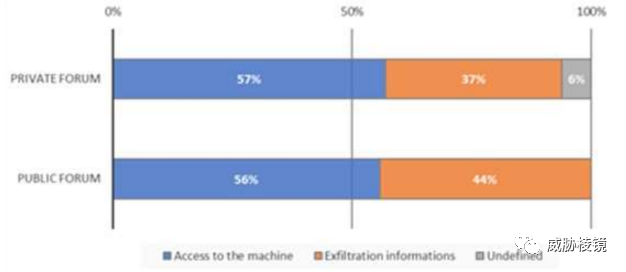 0% 50% 100%
PRIVATE FORUM 57% 37% 6%
PUBLIC FORUM 56% 44%
Access to the machine Exfiltration informations Undefined
威胁棱镜